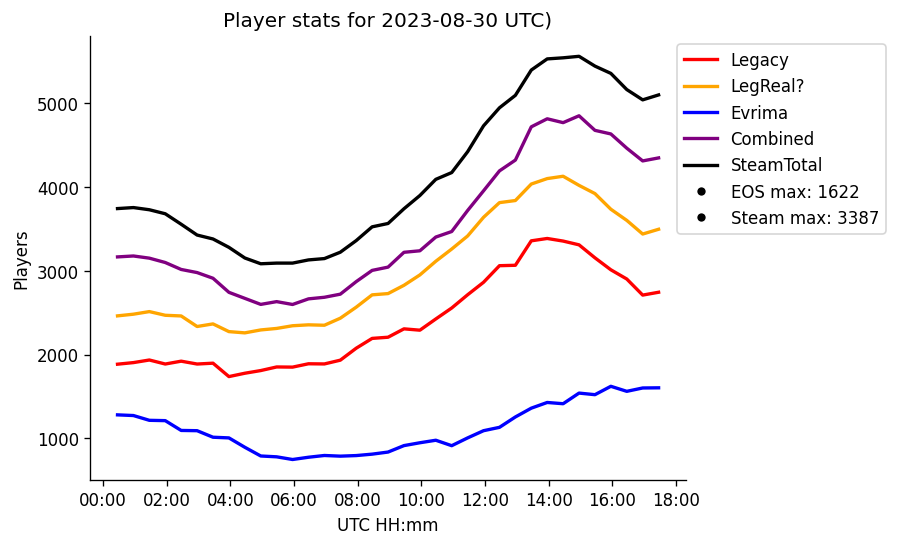 Player stats for 2023-08-30 UTC)
Legacy
LegReal?
Evrima
Combined
SteamTotal
EOS max: 1622
Steam max: 3387
Players
5000
4000
3000
2000
1000
00:00 02:00 04:00 06:00 08:00 10:00 12:00 14:00 16:00 18:00
UTC HH:mm